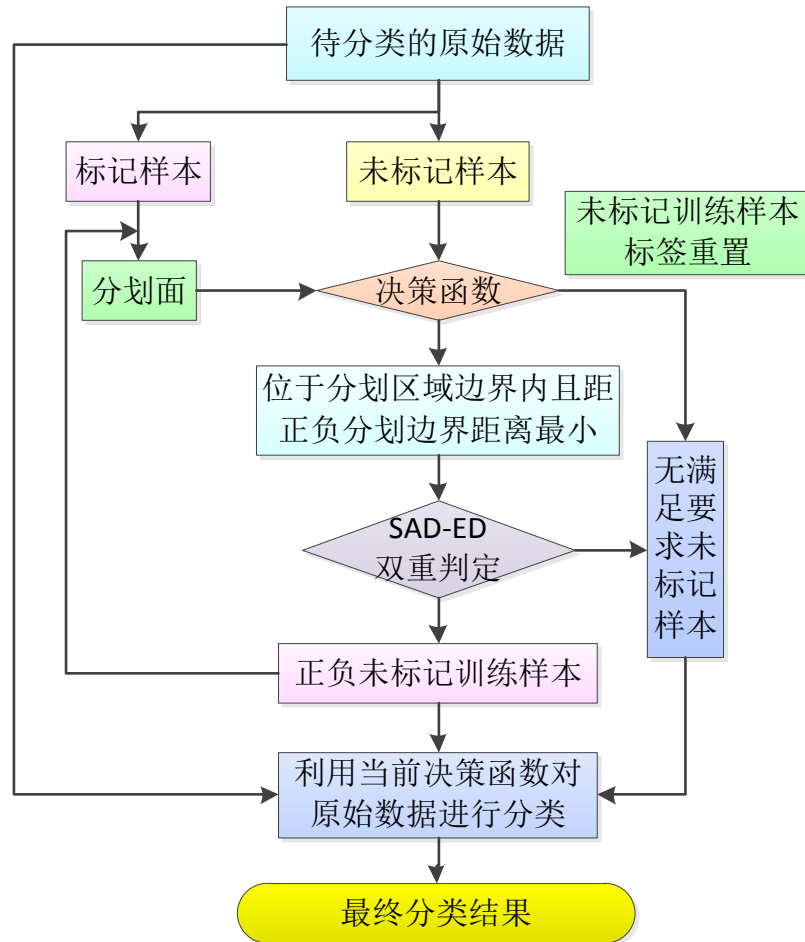 待分类的原始数据
标记样本
未标记样本
未标记训练样本
标签重置
分划面
决策函数
位于分划区域边界内且距
正负分划边界距离最小
无满
足要
求未
标记
样本
SAD-ED
双重判定
正负未标记训练样本
利用当前决策函数对
原始数据进行分类
最终分类结果